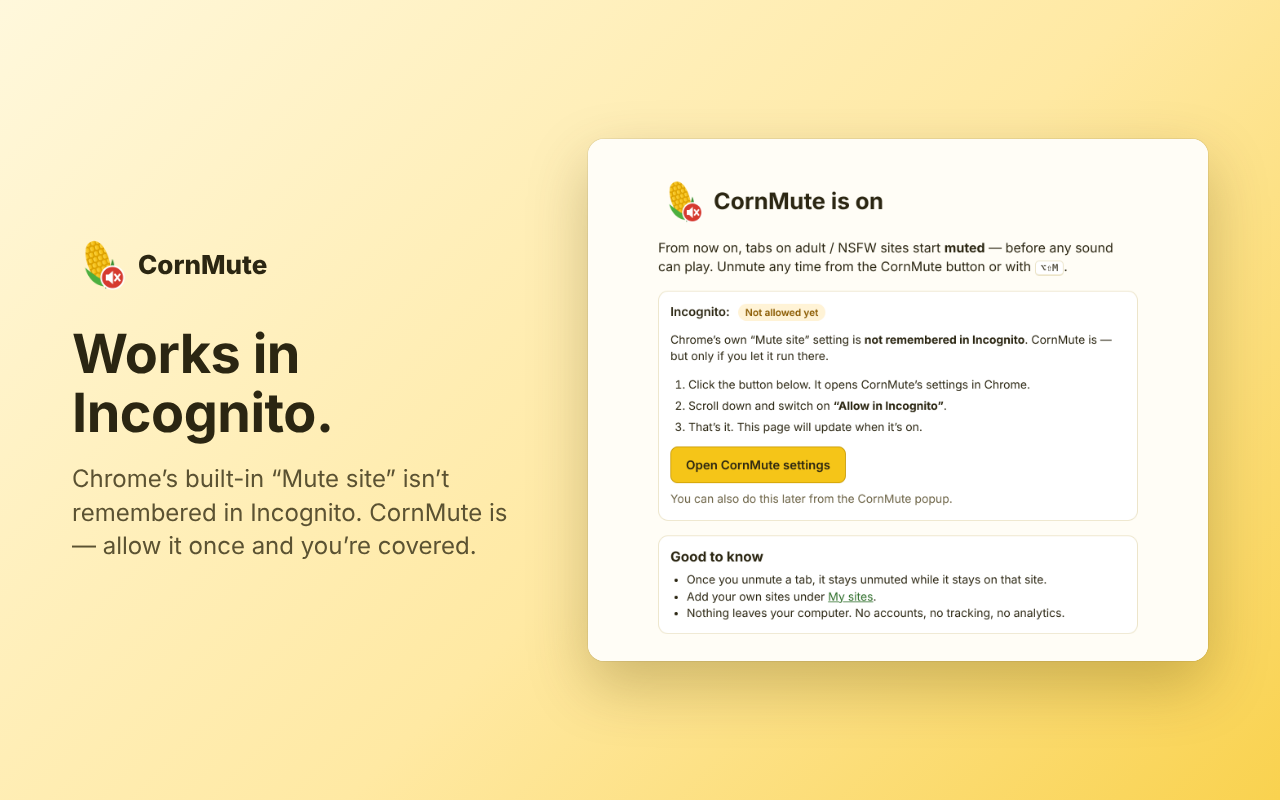 CornMute
Works in
Incognito.
Chrome’s built-in “Mute site” isn’t
remembered in Incognito. CornMute is
— allow it once and you’re covered.
CornMute is on
From now on, tabs on adult / NSFW sites start muted — before any sound
can play. Unmute any time from the CornMute button or with ⌥⇧M.
Incognito: Not allowed yet
Chrome’s own “Mute site” setting is not remembered in Incognito. CornMute is —
but only if you let it run there.
1. Click the button below. It opens CornMute’s settings in Chrome.
2. Scroll down and switch on “Allow in Incognito”.
3. That’s it. This page will update when it’s on.
Open CornMute settings
You can also do this later from the CornMute popup.
Good to know
• Once you unmute a tab, it stays unmuted while it stays on that site.
• Add your own sites under My sites.
• Nothing leaves your computer. No accounts, no tracking, no analytics.